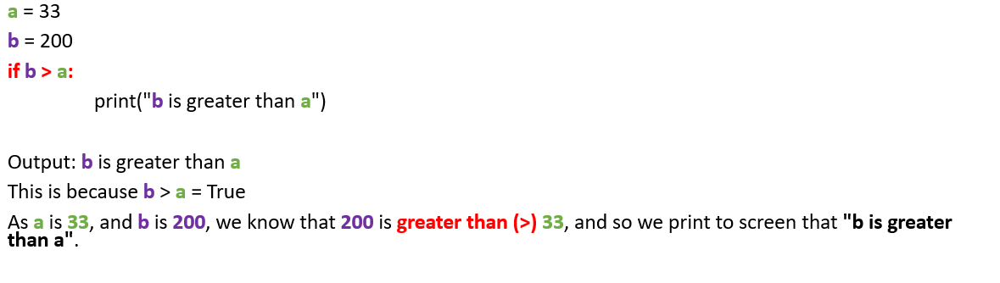 a = 33
b = 200
if b > a:
print("b is greater than a")
Output: b is greater than a
This is because b > a = True
As a is 33, and b is 200, we know that 200 is greater than (>) 33, and so we print to screen that "b is greater
than a".